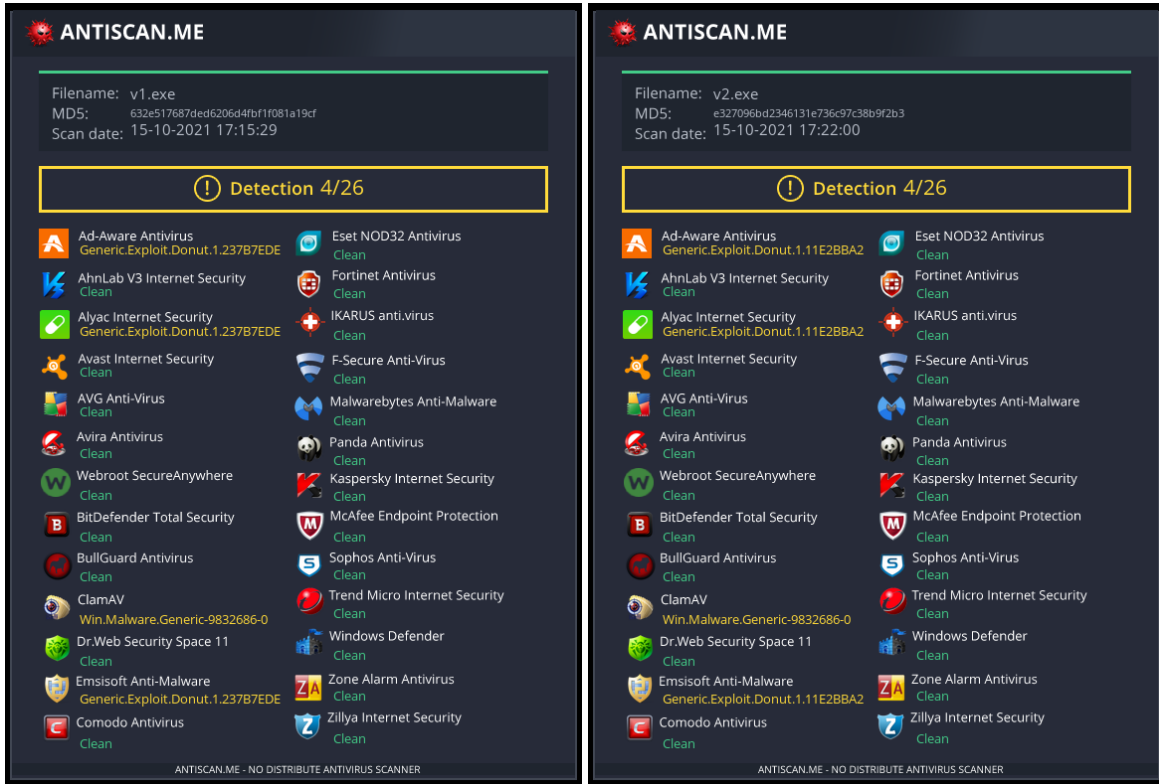 ANTISCAN.ME
Filename: v1.exe
MD5: 632e517687ded6206d4fbf1f081a19cf
Scan date: 15-10-2021 17:15:29
Detection 4/26
Ad-Aware Antivirus
Generic.Exploit.Donut.1.237B7EDE
AhnLab V3 Internet Security
Clean
Alyac Internet Security
Generic.Exploit.Donut.1.237B7EDE
Avast Internet Security
Clean
AVG Anti-Virus
Clean
Avira Antivirus
Clean
Webroot SecureAnywhere
Clean
BitDefender Total Security
Clean
BullGuard Antivirus
Clean
ClamAV
Win.Malware.Generic-9832686-0
Dr.Web Security Space 11
Clean
Emsisoft Anti-Malware
Generic.Exploit.Donut.1.237B7EDE
Comodo Antivirus
Clean
Eset NOD32 Antivirus
Clean
Fortinet Antivirus
Clean
IKARUS anti.virus
Clean
F-Secure Anti-Virus
Clean
Malwarebytes Anti-Malware
Clean
Panda Antivirus
Clean
Kaspersky Internet Security
Clean
McAfee Endpoint Protection
Clean
Sophos Anti-Virus
Clean
Trend Micro Internet Security
Clean
Windows Defender
Clean
Zone Alarm Antivirus
Clean
Zillya Internet Security
Clean
ANTISCAN.ME - NO DISTRIBUTE ANTIVIRUS SCANNER
ANTISCAN.ME
Filename: v2.exe
MD5: e327096bd2346131e736c97c38b9f2b3
Scan date: 15-10-2021 17:22:00
Detection 4/26
Ad-Aware Antivirus
Generic.Exploit.Donut.1.11E2BBA2
AhnLab V3 Internet Security
Clean
Alyac Internet Security
Generic.Exploit.Donut.1.11E2BBA2
Avast Internet Security
Clean
AVG Anti-Virus
Clean
Avira Antivirus
Clean
Webroot SecureAnywhere
Clean
BitDefender Total Security
Clean
BullGuard Antivirus
Clean
ClamAV
Win.Malware.Generic-9832686-0
Dr.Web Security Space 11
Clean
Emsisoft Anti-Malware
Generic.Exploit.Donut.1.11E2BBA2
Comodo Antivirus
Clean
Eset NOD32 Antivirus
Clean
Fortinet Antivirus
Clean
IKARUS anti.virus
Clean
F-Secure Anti-Virus
Clean
Malwarebytes Anti-Malware
Clean
Panda Antivirus
Clean
Kaspersky Internet Security
Clean
McAfee Endpoint Protection
Clean
Sophos Anti-Virus
Clean
Trend Micro Internet Security
Clean
Windows Defender
Clean
Zone Alarm Antivirus
Clean
Zillya Internet Security
Clean
ANTISCAN.ME - NO DISTRIBUTE ANTIVIRUS SCANNER